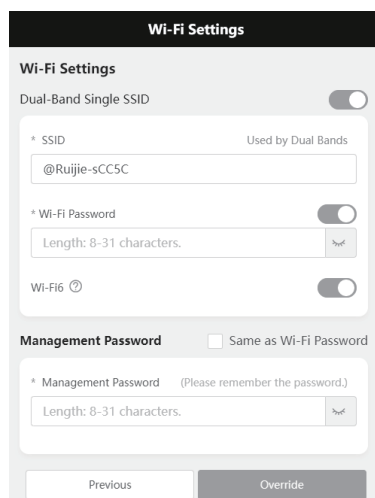 Wi-Fi Settings
Wi-Fi Settings
Dual-Band Single SSID
* SSID Used by Dual Bands
@Ruijie-sCC5C
* Wi-Fi Password
Length: 8-31 characters.
Wi-Fi6 ?
Management Password Same as Wi-Fi Password
* Management Password (Please remember the password.)
Length: 8-31 characters.
Previous Override